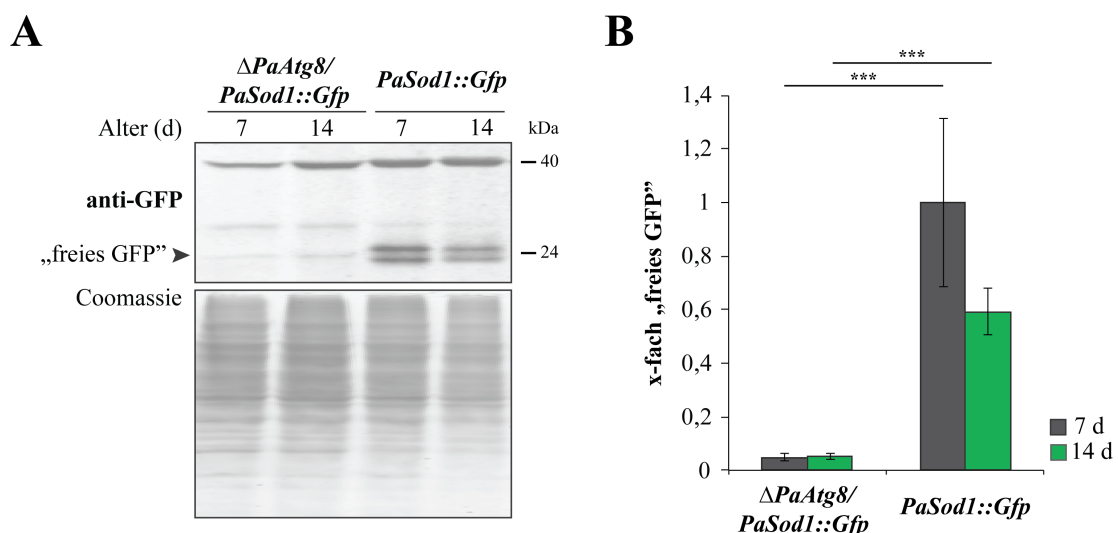 A
ΔPaAtg8/
PaSod1::Gfp
PaSod1::Gfp
Alter (d) 7 14 7 14 kDa
40
anti-GFP
„freies GFP” 24
Coomassie
B
***
***
x-fach „freies GFP”
1,4
1,2
1
0,8
0,6
0,4
0,2
0
7 d
14 d
ΔPaAtg8/
PaSod1::Gfp
PaSod1::Gfp